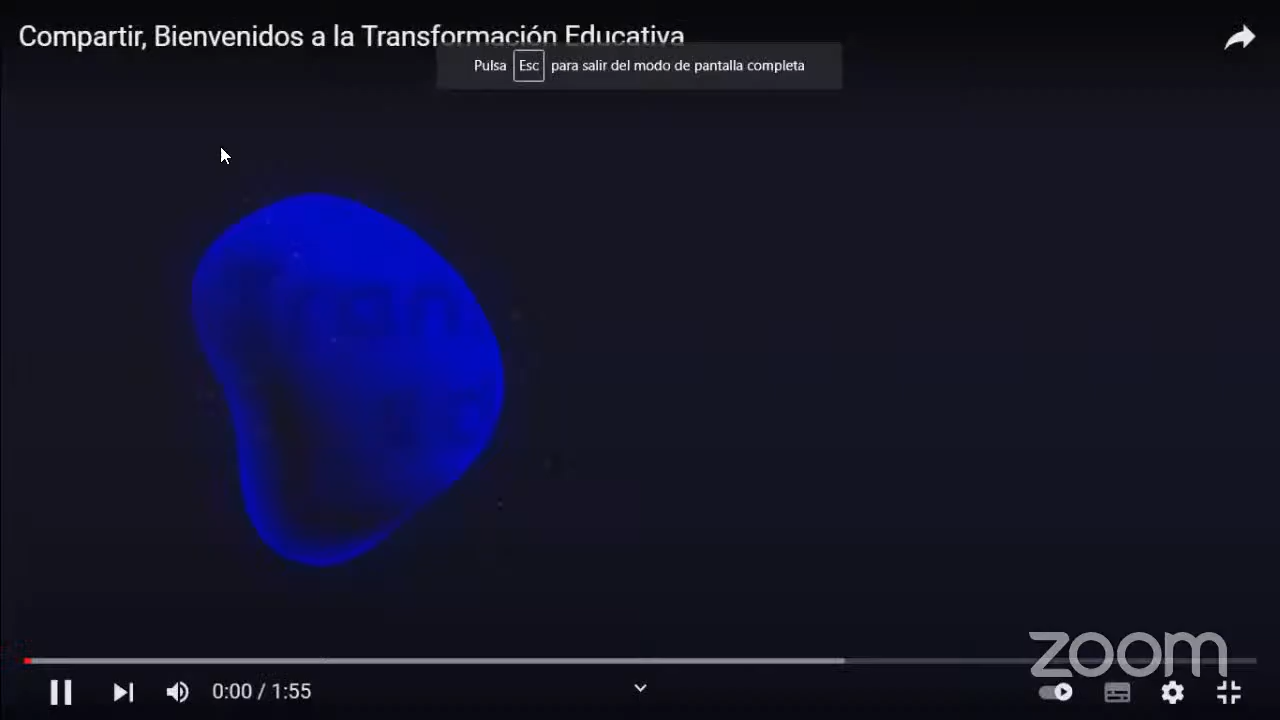 Compartir, Bienvenidos a la Transformación Educativa
Pulsa Esc para salir del modo de pantalla completa
zoom
0:00 / 1:55